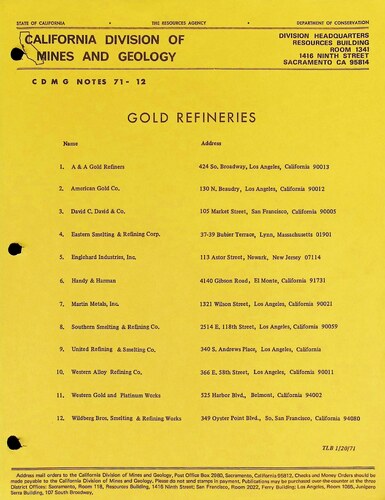 STATE OF CALIFORNIA • THE RESOURCES AGENCY • DEPARTMENT OF CONSERVATION
CALIFORNIA DIVISION OF
MINES AND GEOLOGY
DIVISION HEADQUARTERS
RESOURCES BUILDING
ROOM 1341
1416 NINTH STREET
SACRAMENTO CA 95814
CDMG NOTES 71-12
GOLD REFINERIES
Name Address
1. A & A Gold Refiners 424 So. Broadway, Los Angeles, California 90013
2. American Gold Co. 130 N. Beaudry, Los Angeles, California 90012
3. David C. David & Co. 105 Market Street, San Francisco, California 90005
4. Eastern Smelting & Refining Corp. 37-39 Bubier Terrace, Lynn, Massachusetts 01901
5. Englehard Industries, Inc. 113 Astor Street, Newark, New Jersey 07114
6. Handy & Harman 4140 Gibson Road, El Monte, California 91731
7. Martin Metals, Inc. 1321 Wilson Street, Los Angeles, California 90021
8. Southern Smelting & Refining Co. 2514 E. 118th Street, Los Angeles, California 90059
9. United Refining & Smelting Co. 340 S. Andrews Place, Los Angeles, California
10. Western Alloy Refining Co. 366 E. 58th Street, Los Angeles, California 90011
11. Western Gold and Platinum Works 525 Harbor Blvd., Belmont, California 94002
12. Wildberg Bros. Smelting & Refining Works 349 Oyster Point Blvd., So. San Francisco, California 94080
TLB 1/20/71
Address mail orders to the California Division of Mines and Geology, Post Office Box 2980, Sacramento, California 95812. Checks and Money Orders should be
made payable to the California Division of Mines and Geology. Please do not send stamps in payment. Publications may be purchased over-the-counter at the three
District Offices: Sacramento, Room 118, Resources Building, 1416 Ninth Street; San Francisco, Room 2022, Ferry Building; Los Angeles, Room 1065, Junipero
Serra Building, 107 South Broadway.